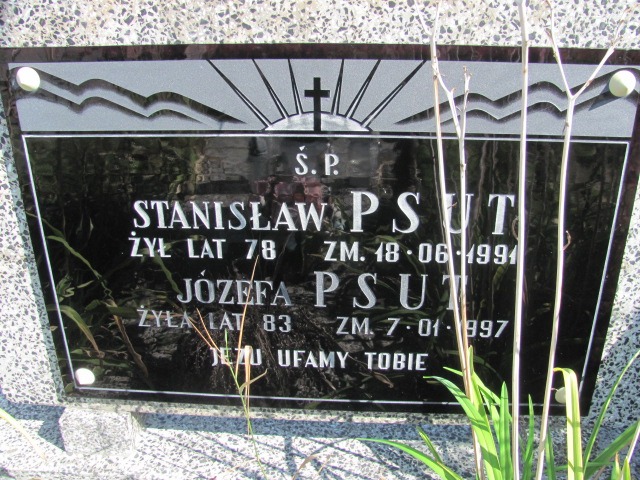 Ś.P.
STANISŁAW PSUT
ŻYŁ LAT 78 ZM. 18·06·1991
JÓZEFA PSUT
ŻYŁA LAT 83 ZM. 7·01·1997
JEZU UFAMY TOBIE